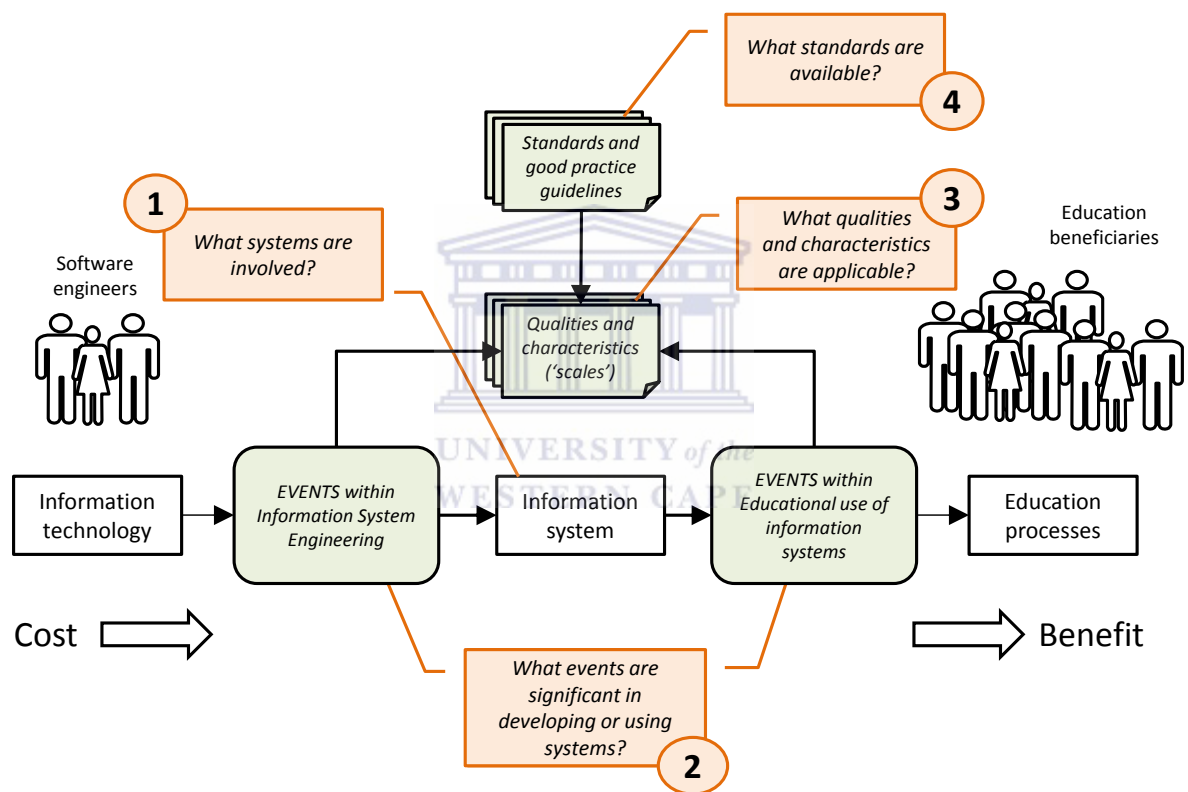 What standards are
available?
4
Standards and
good practice
guidelines
1
What systems are
involved?
3
What qualities
and characteristics
are applicable?
Education
beneficiaries
Software
engineers
Qualities and
characteristics
(‘scales’)
UNIVERSITY of the
WESTERN CAPE
Information
technology
EVENTS within
Information System
Engineering
Information
system
EVENTS within
Educational use of
information
systems
Education
processes
Cost
Benefit
What events are
significant in
developing or using
systems?
2